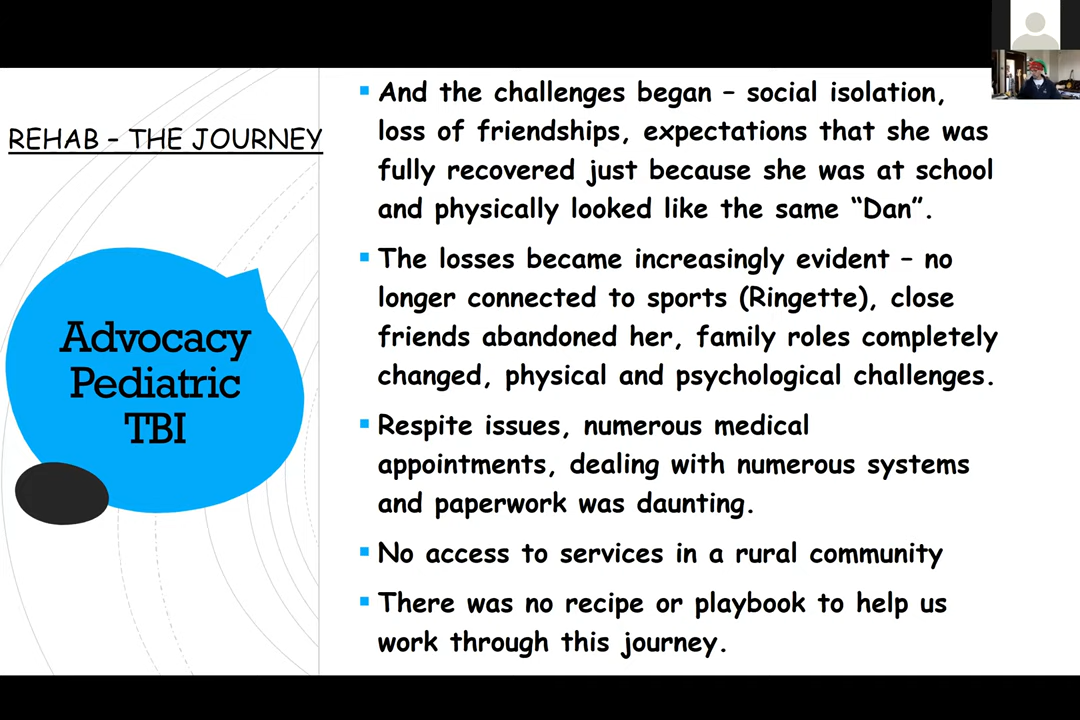 REHAB – THE JOURNEY
Advocacy
Pediatric
TBI
And the challenges began – social isolation,
loss of friendships, expectations that she was
fully recovered just because she was at school
and physically looked like the same “Dan”.
The losses became increasingly evident – no
longer connected to sports (Ringette), close
friends abandoned her, family roles completely
changed, physical and psychological challenges.
Respite issues, numerous medical
appointments, dealing with numerous systems
and paperwork was daunting.
No access to services in a rural community
There was no recipe or playbook to help us
work through this journey.